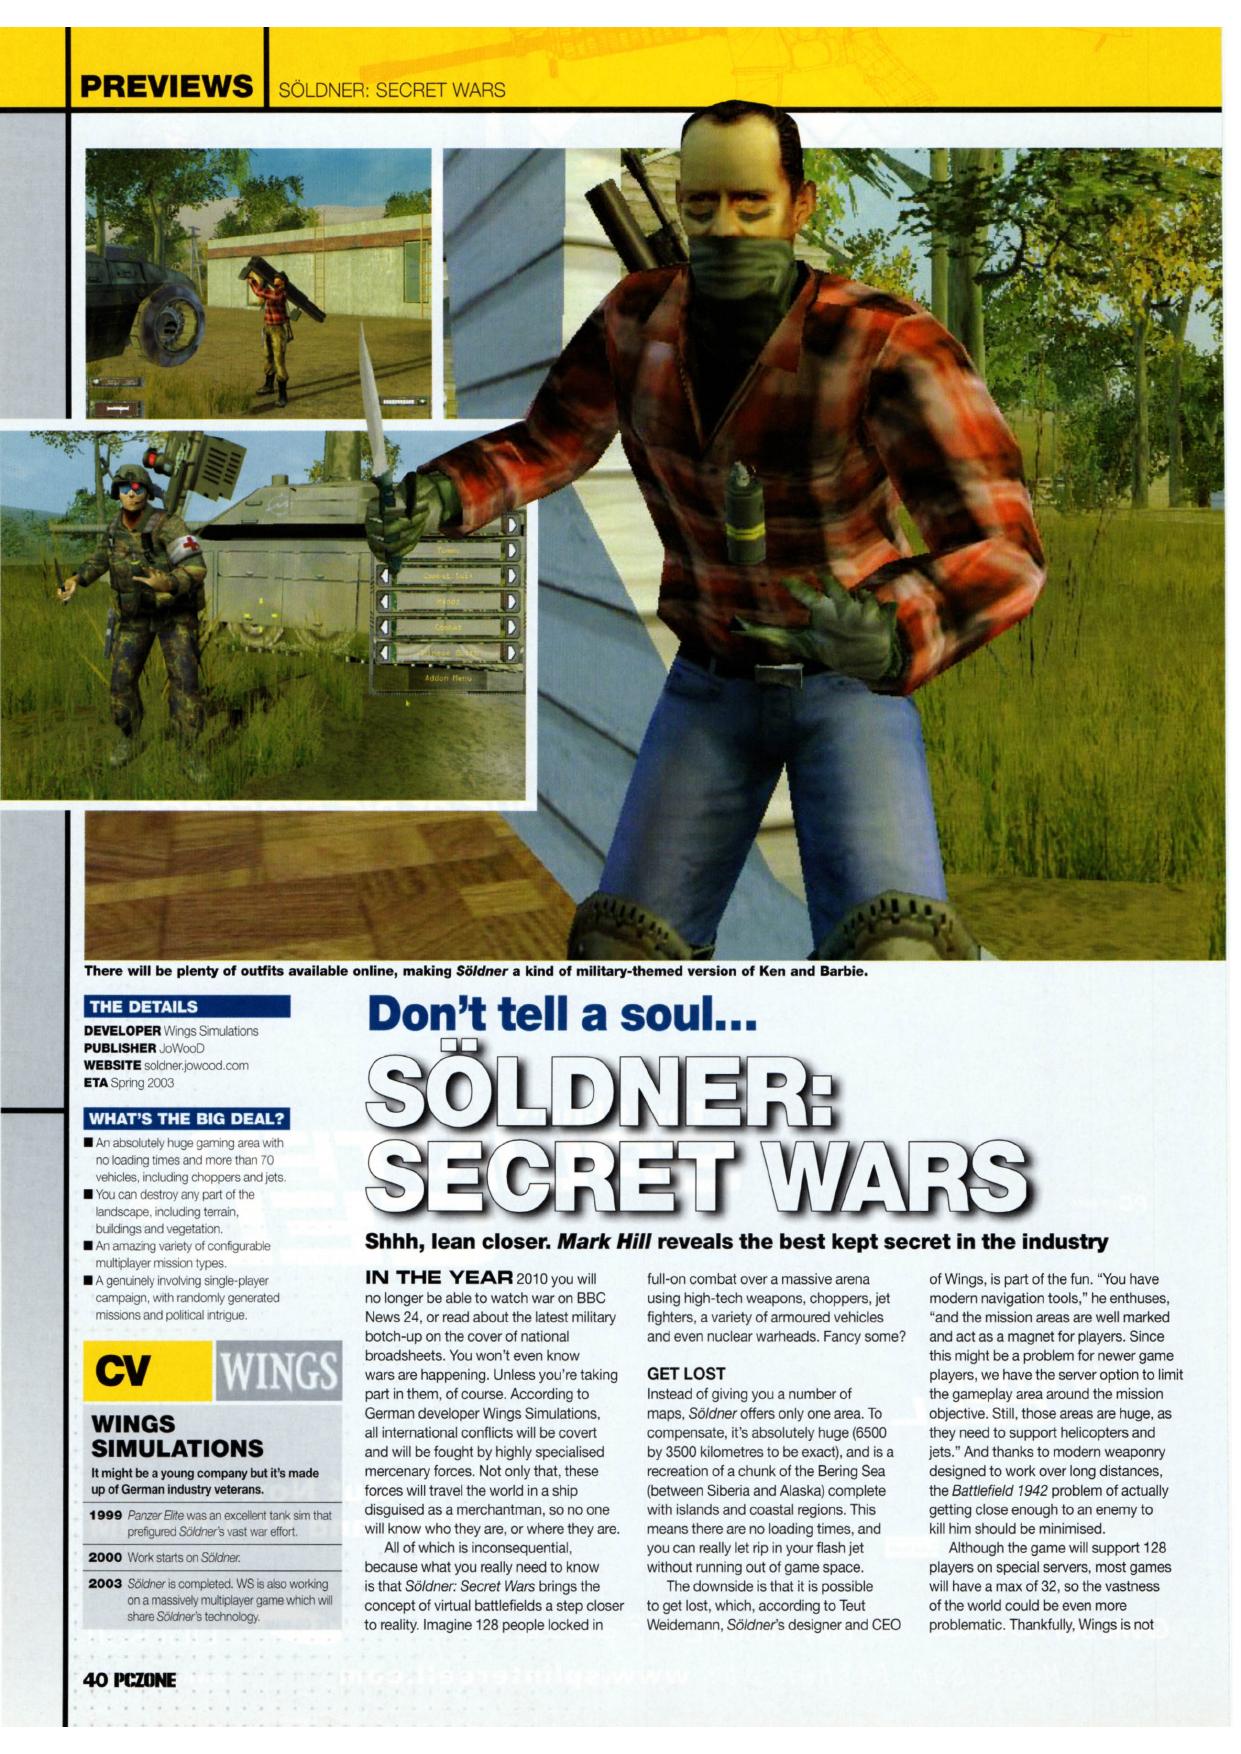 PREVIEWS
SÖLDNER: SECRET WARS
Addon Menu
There will be plenty of outfits available online, making Söldner a kind of military-themed version of Ken and Barbie.
THE DETAILS
DEVELOPER Wings Simulations
PUBLISHER JoWooD
WEBSITE soldner.jowood.com
ETA Spring 2003
WHAT'S THE BIG DEAL?
■ An absolutely huge gaming area with
no loading times and more than 70
vehicles, including choppers and jets.
■ You can destroy any part of the
landscape, including terrain,
buildings and vegetation.
■ An amazing variety of configurable
multiplayer mission types.
■ A genuinely involving single-player
campaign, with randomly generated
missions and political intrigue.
CV
WINGS
WINGS
SIMULATIONS
It might be a young company but it's made
up of German industry veterans.
1999 Panzer Elite was an excellent tank sim that
prefigured Söldner's vast war effort.
2000 Work starts on Söldner.
2003 Söldner is completed. WS is also working
on a massively multiplayer game which will
share Söldner's technology.
Don't tell a soul...
SÖLDNER:
SECRET WARS
Shhh, lean closer. Mark Hill reveals the best kept secret in the industry
IN THE YEAR 2010 you will
no longer be able to watch war on BBC
News 24, or read about the latest military
botch-up on the cover of national
broadsheets. You won't even know
wars are happening. Unless you're taking
part in them, of course. According to
German developer Wings Simulations,
all international conflicts will be covert
and will be fought by highly specialised
mercenary forces. Not only that, these
forces will travel the world in a ship
disguised as a merchantman, so no one
will know who they are, or where they are.
All of which is inconsequential,
because what you really need to know
is that Söldner: Secret Wars brings the
concept of virtual battlefields a step closer
to reality. Imagine 128 people locked in
full-on combat over a massive arena
using high-tech weapons, choppers, jet
fighters, a variety of armoured vehicles
and even nuclear warheads. Fancy some?
GET LOST
Instead of giving you a number of
maps, Söldner offers only one area. To
compensate, it's absolutely huge (6500
by 3500 kilometres to be exact), and is a
recreation of a chunk of the Bering Sea
(between Siberia and Alaska) complete
with islands and coastal regions. This
means there are no loading times, and
you can really let rip in your flash jet
without running out of game space.
The downside is that it is possible
to get lost, which, according to Teut
Weidemann, Söldner's designer and CEO
of Wings, is part of the fun. "You have
modern navigation tools," he enthuses,
"and the mission areas are well marked
and act as a magnet for players. Since
this might be a problem for newer game
players, we have the server option to limit
the gameplay area around the mission
objective. Still, those areas are huge, as
they need to support helicopters and
jets." And thanks to modern weaponry
designed to work over long distances,
the Battlefield 1942 problem of actually
getting close enough to an enemy to
kill him should be minimised.
Although the game will support 128
players on special servers, most games
will have a max of 32, so the vastness
of the world could be even more
problematic. Thankfully, Wings is not
40 PCZONE